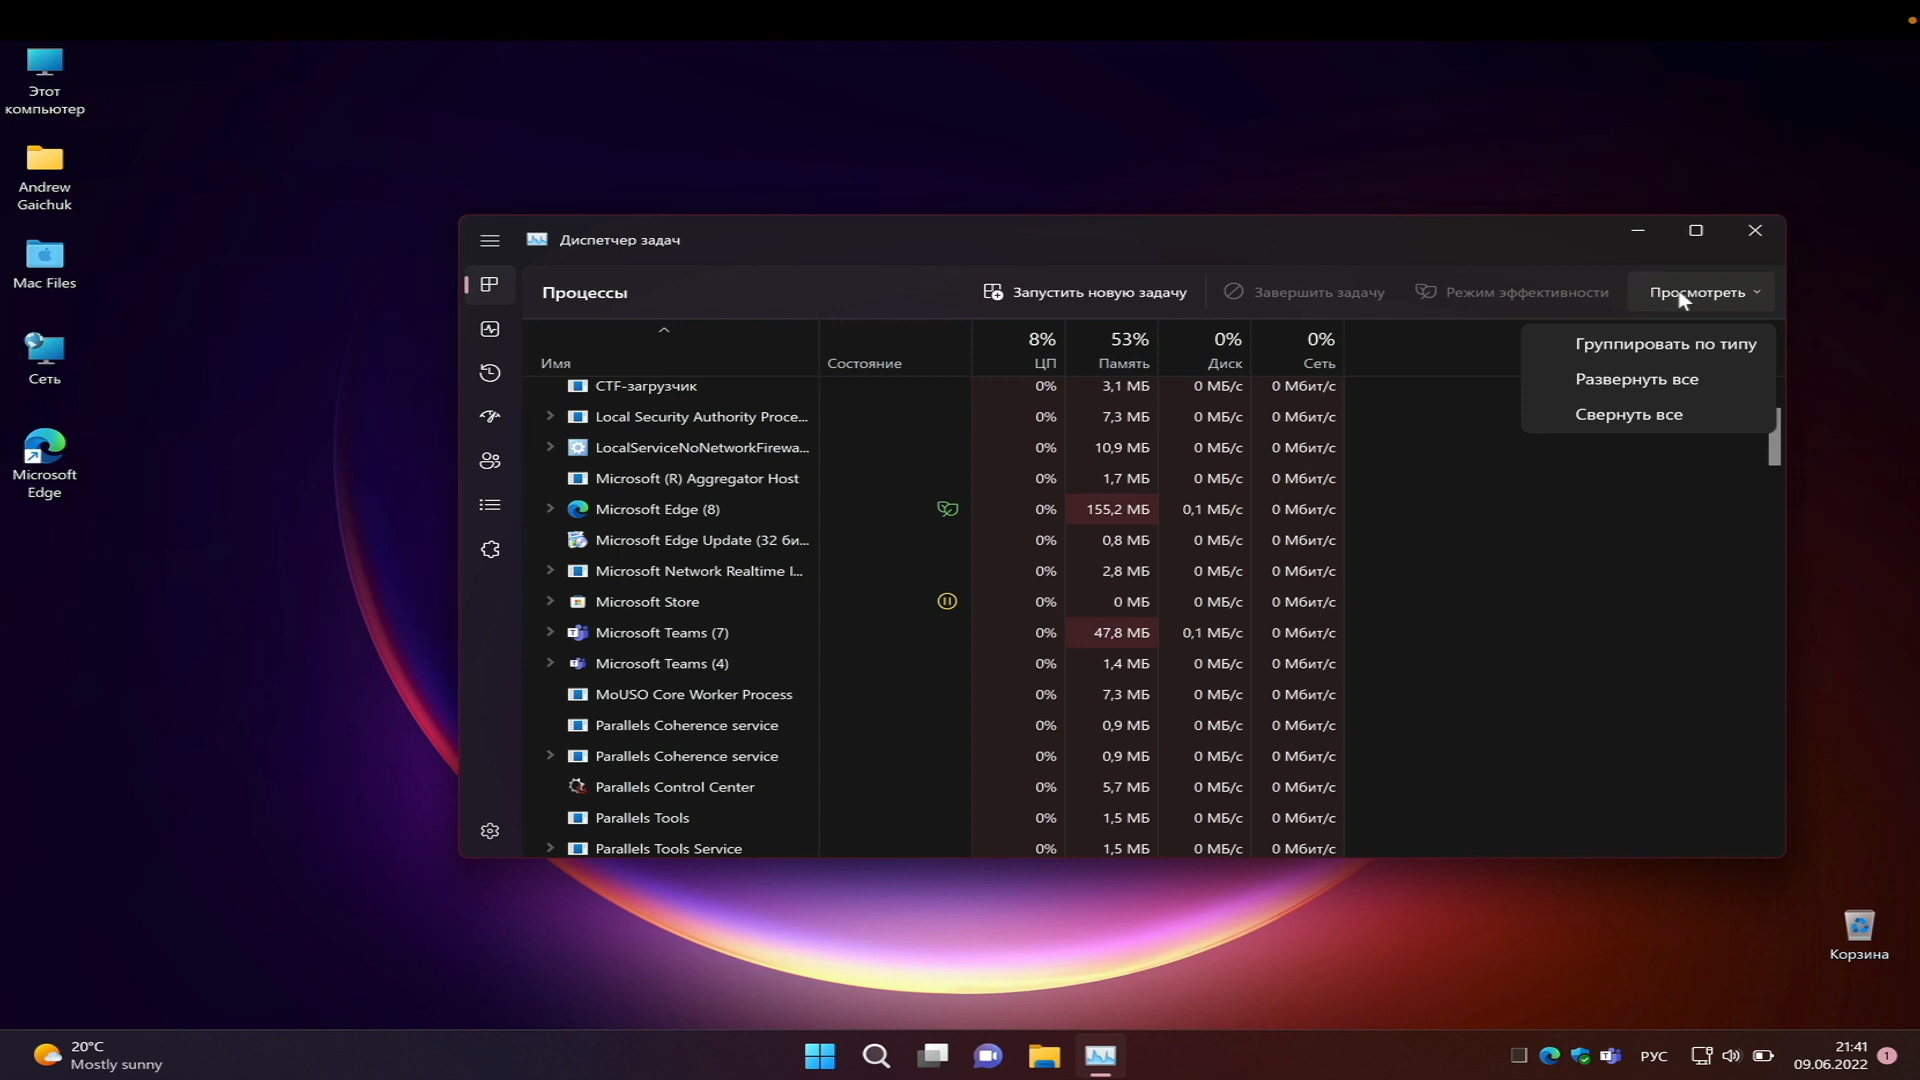 Этот
компьютер
Andrew
Gaichuk
Mac Files
Сеть
Microsoft
Edge
Диспетчер задач
Процессы
Запустить новую задачу
Завершить задачу
Режим эффективности
Просмотреть
Группировать по типу
Развернуть все
Свернуть все
8% 53% 0% 0%
Имя Состояние ЦП Память Диск Сеть
CTF-загрузчик 0% 3,1 МБ 0 МБ/с 0 Мбит/с
Local Security Authority Proce... 0% 7,3 МБ 0 МБ/с 0 Мбит/с
LocalServiceNoNetworkFirewa... 0% 10,9 МБ 0 МБ/с 0 Мбит/с
Microsoft (R) Aggregator Host 0% 1,7 МБ 0 МБ/с 0 Мбит/с
Microsoft Edge (8) 0% 155,2 МБ 0,1 МБ/с 0 Мбит/с
Microsoft Edge Update (32 би... 0% 0,8 МБ 0 МБ/с 0 Мбит/с
Microsoft Network Realtime I... 0% 2,8 МБ 0 МБ/с 0 Мбит/с
Microsoft Store 0% 0 МБ 0 МБ/с 0 Мбит/с
Microsoft Teams (7) 0% 47,8 МБ 0,1 МБ/с 0 Мбит/с
Microsoft Teams (4) 0% 1,4 МБ 0 МБ/с 0 Мбит/с
MoUSO Core Worker Process 0% 7,3 МБ 0 МБ/с 0 Мбит/с
Parallels Coherence service 0% 0,9 МБ 0 МБ/с 0 Мбит/с
Parallels Coherence service 0% 0,9 МБ 0 МБ/с 0 Мбит/с
Parallels Control Center 0% 5,7 МБ 0 МБ/с 0 Мбит/с
Parallels Tools 0% 1,5 МБ 0 МБ/с 0 Мбит/с
Parallels Tools Service 0% 1,5 МБ 0 МБ/с 0 Мбит/с
Корзина
20°C
Mostly sunny
РУС
21:41
09.06.2022
1